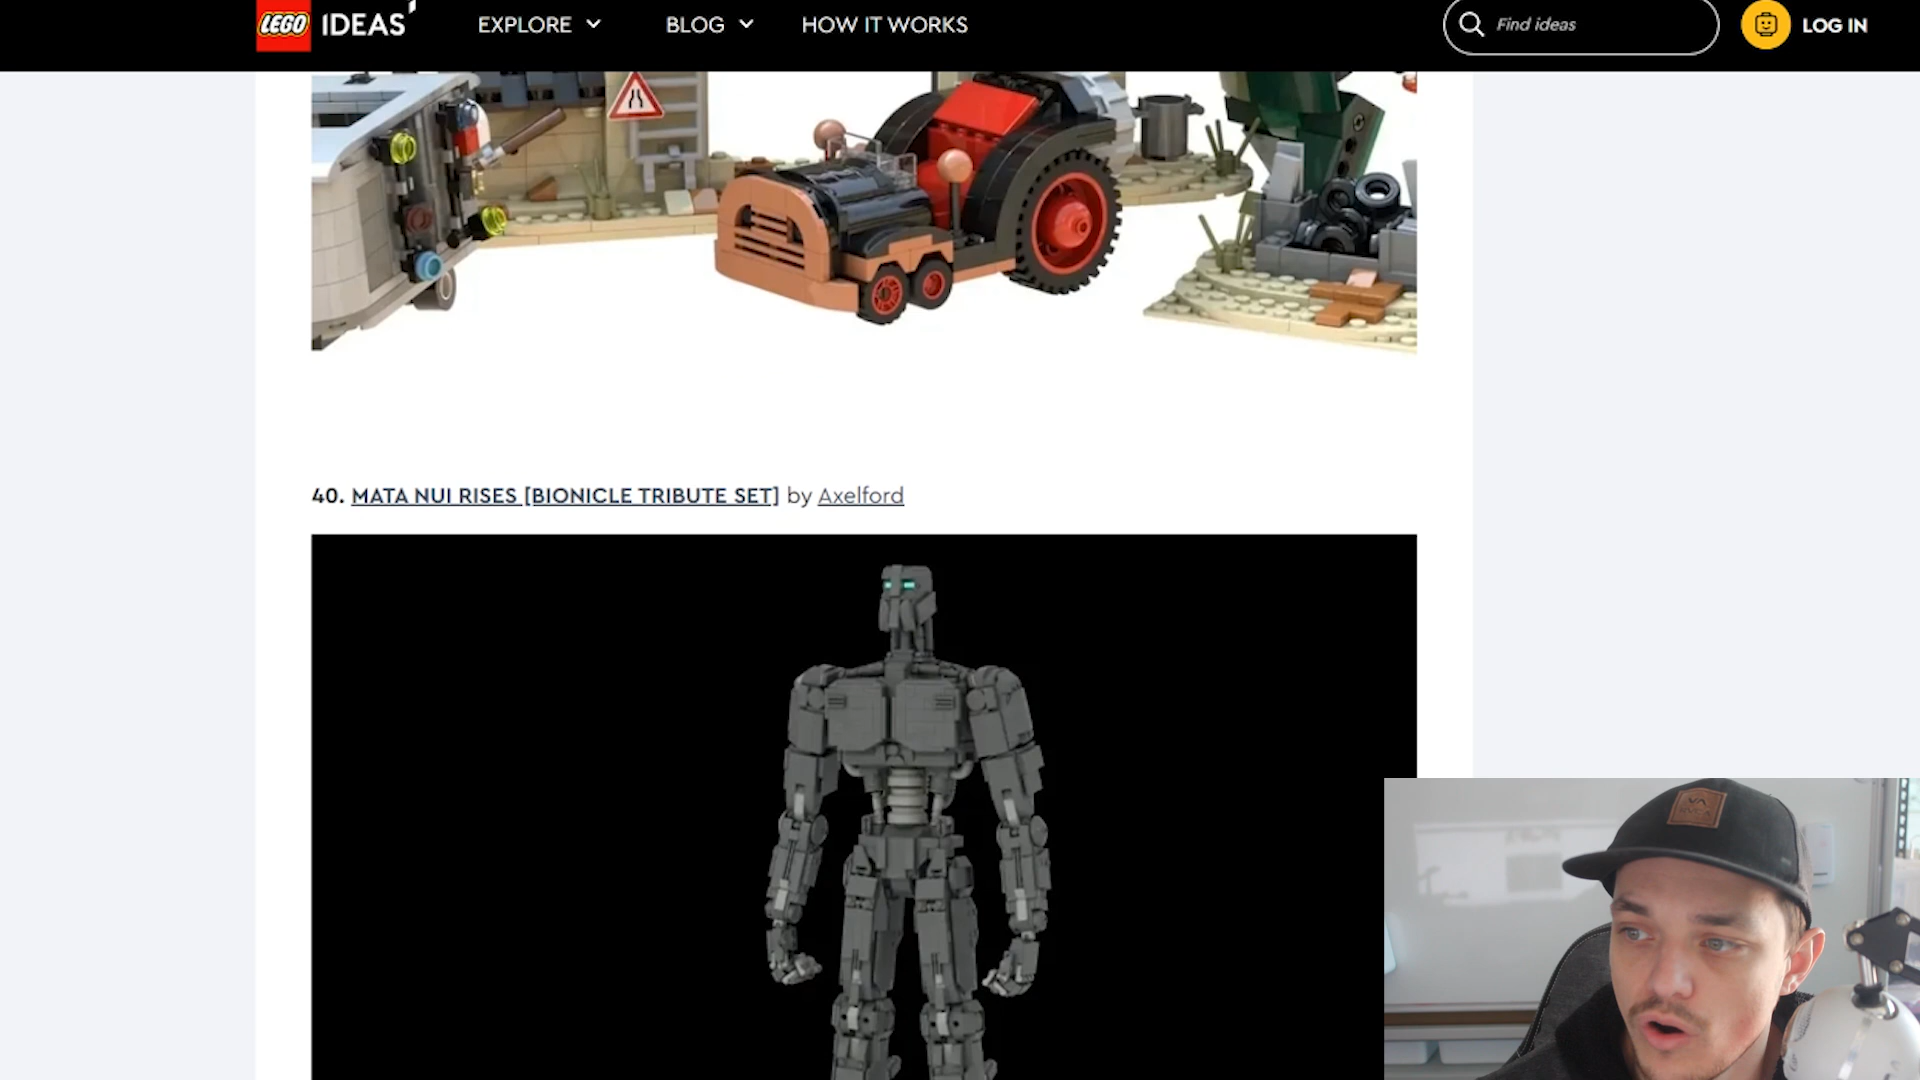 LEGO IDEAS EXPLORE BLOG HOW IT WORKS Find ideas LOG IN
40. MATA NUI RISES [BIONICLE TRIBUTE SET] by Axelford
VA